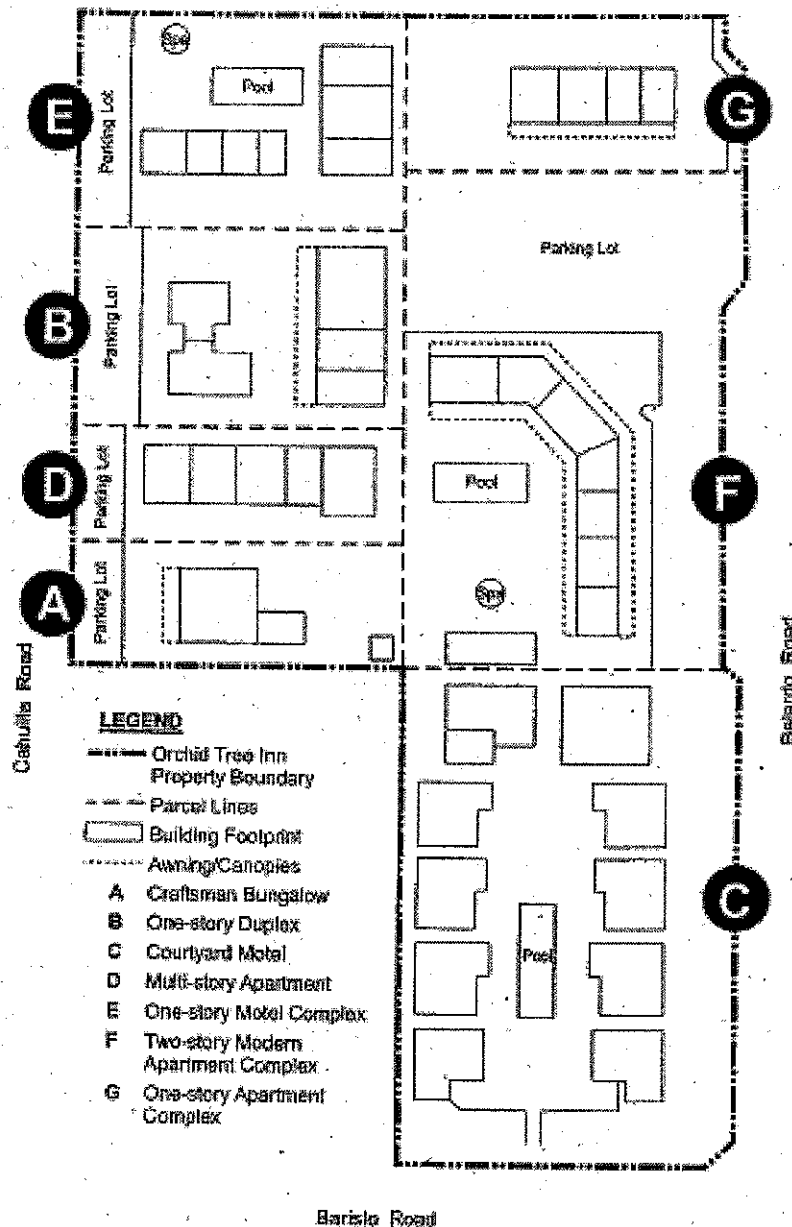 Spa
Pool
E
Parking Lot
G
Parking Lot
B
Parking Lot
D
Parking Lot
Pool
F
A
Parking Lot
Spa
Cahuilla Road
Belardo Road
LEGEND
Orchid Tree Inn
Property Boundary
Parcel Lines
Building Footprint
Awning/Canopies
A Craftsman Bungalow
B One-story Duplex
C Courtyard Motel
D Multi-story Apartment
E One-story Motel Complex
F Two-story Modern
Apartment Complex
G One-story Apartment
Complex
C
Pool
Baristo Road